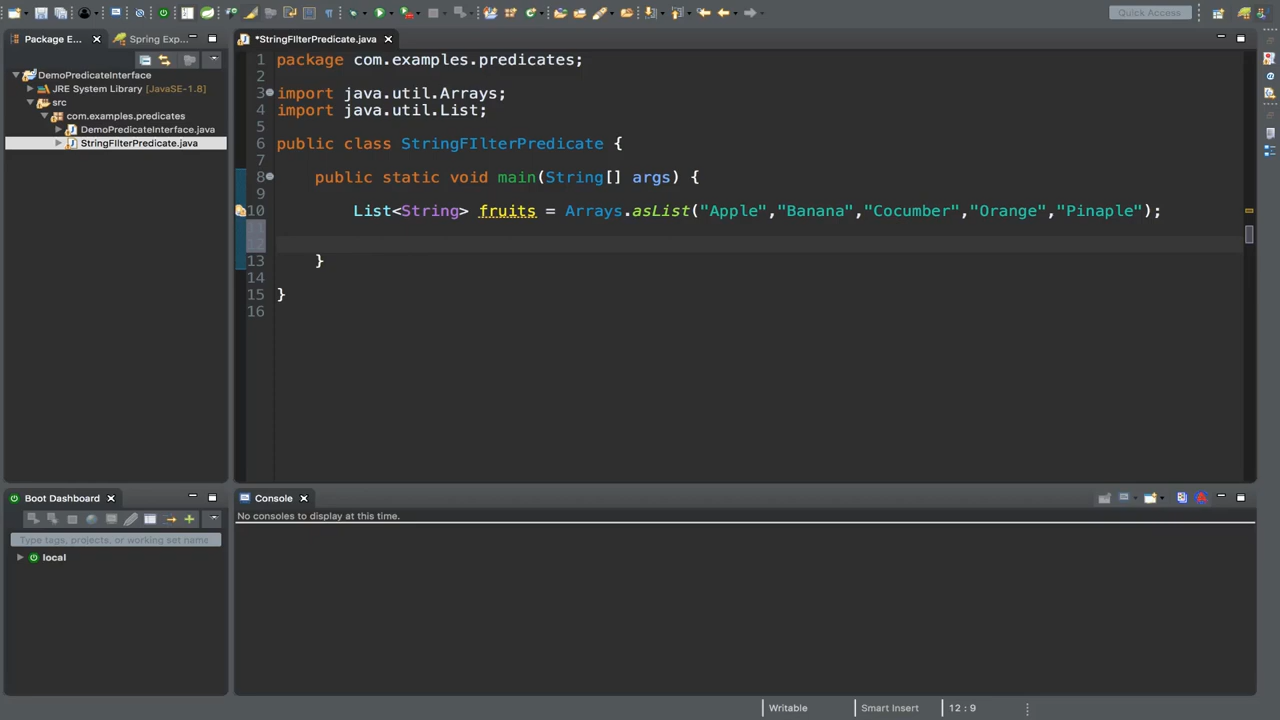 Quick Access
Package E...
Spring Exp...
*StringFIlterPredicate.java
DemoPredicateInterface
JRE System Library [JavaSE-1.8]
src
com.examples.predicates
DemoPredicateInterface.java
StringFIlterPredicate.java
1 package com.examples.predicates;
2
3 import java.util.Arrays;
4 import java.util.List;
5
6 public class StringFIlterPredicate {
7
8 public static void main(String[] args) {
9
10 List<String> fruits = Arrays.asList("Apple","Banana","Cocumber","Orange","Pinaple");
11
12
13 }
14
15 }
16
Boot Dashboard
Type tags, projects, or working set name
local
Console
No consoles to display at this time.
Writable
Smart Insert
12 : 9